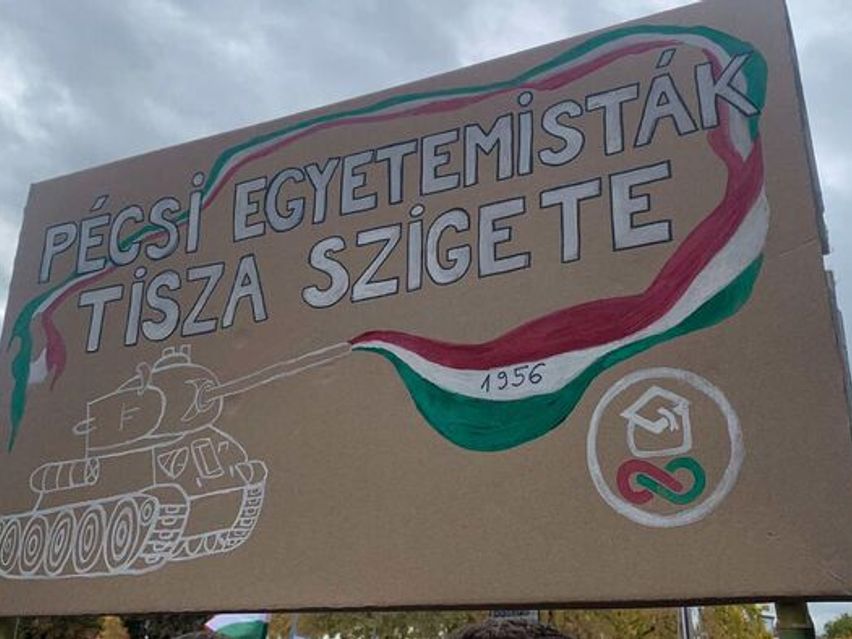 PÉCSI EGYETEMISTÁK
TISZA SZIGETE
1956
F